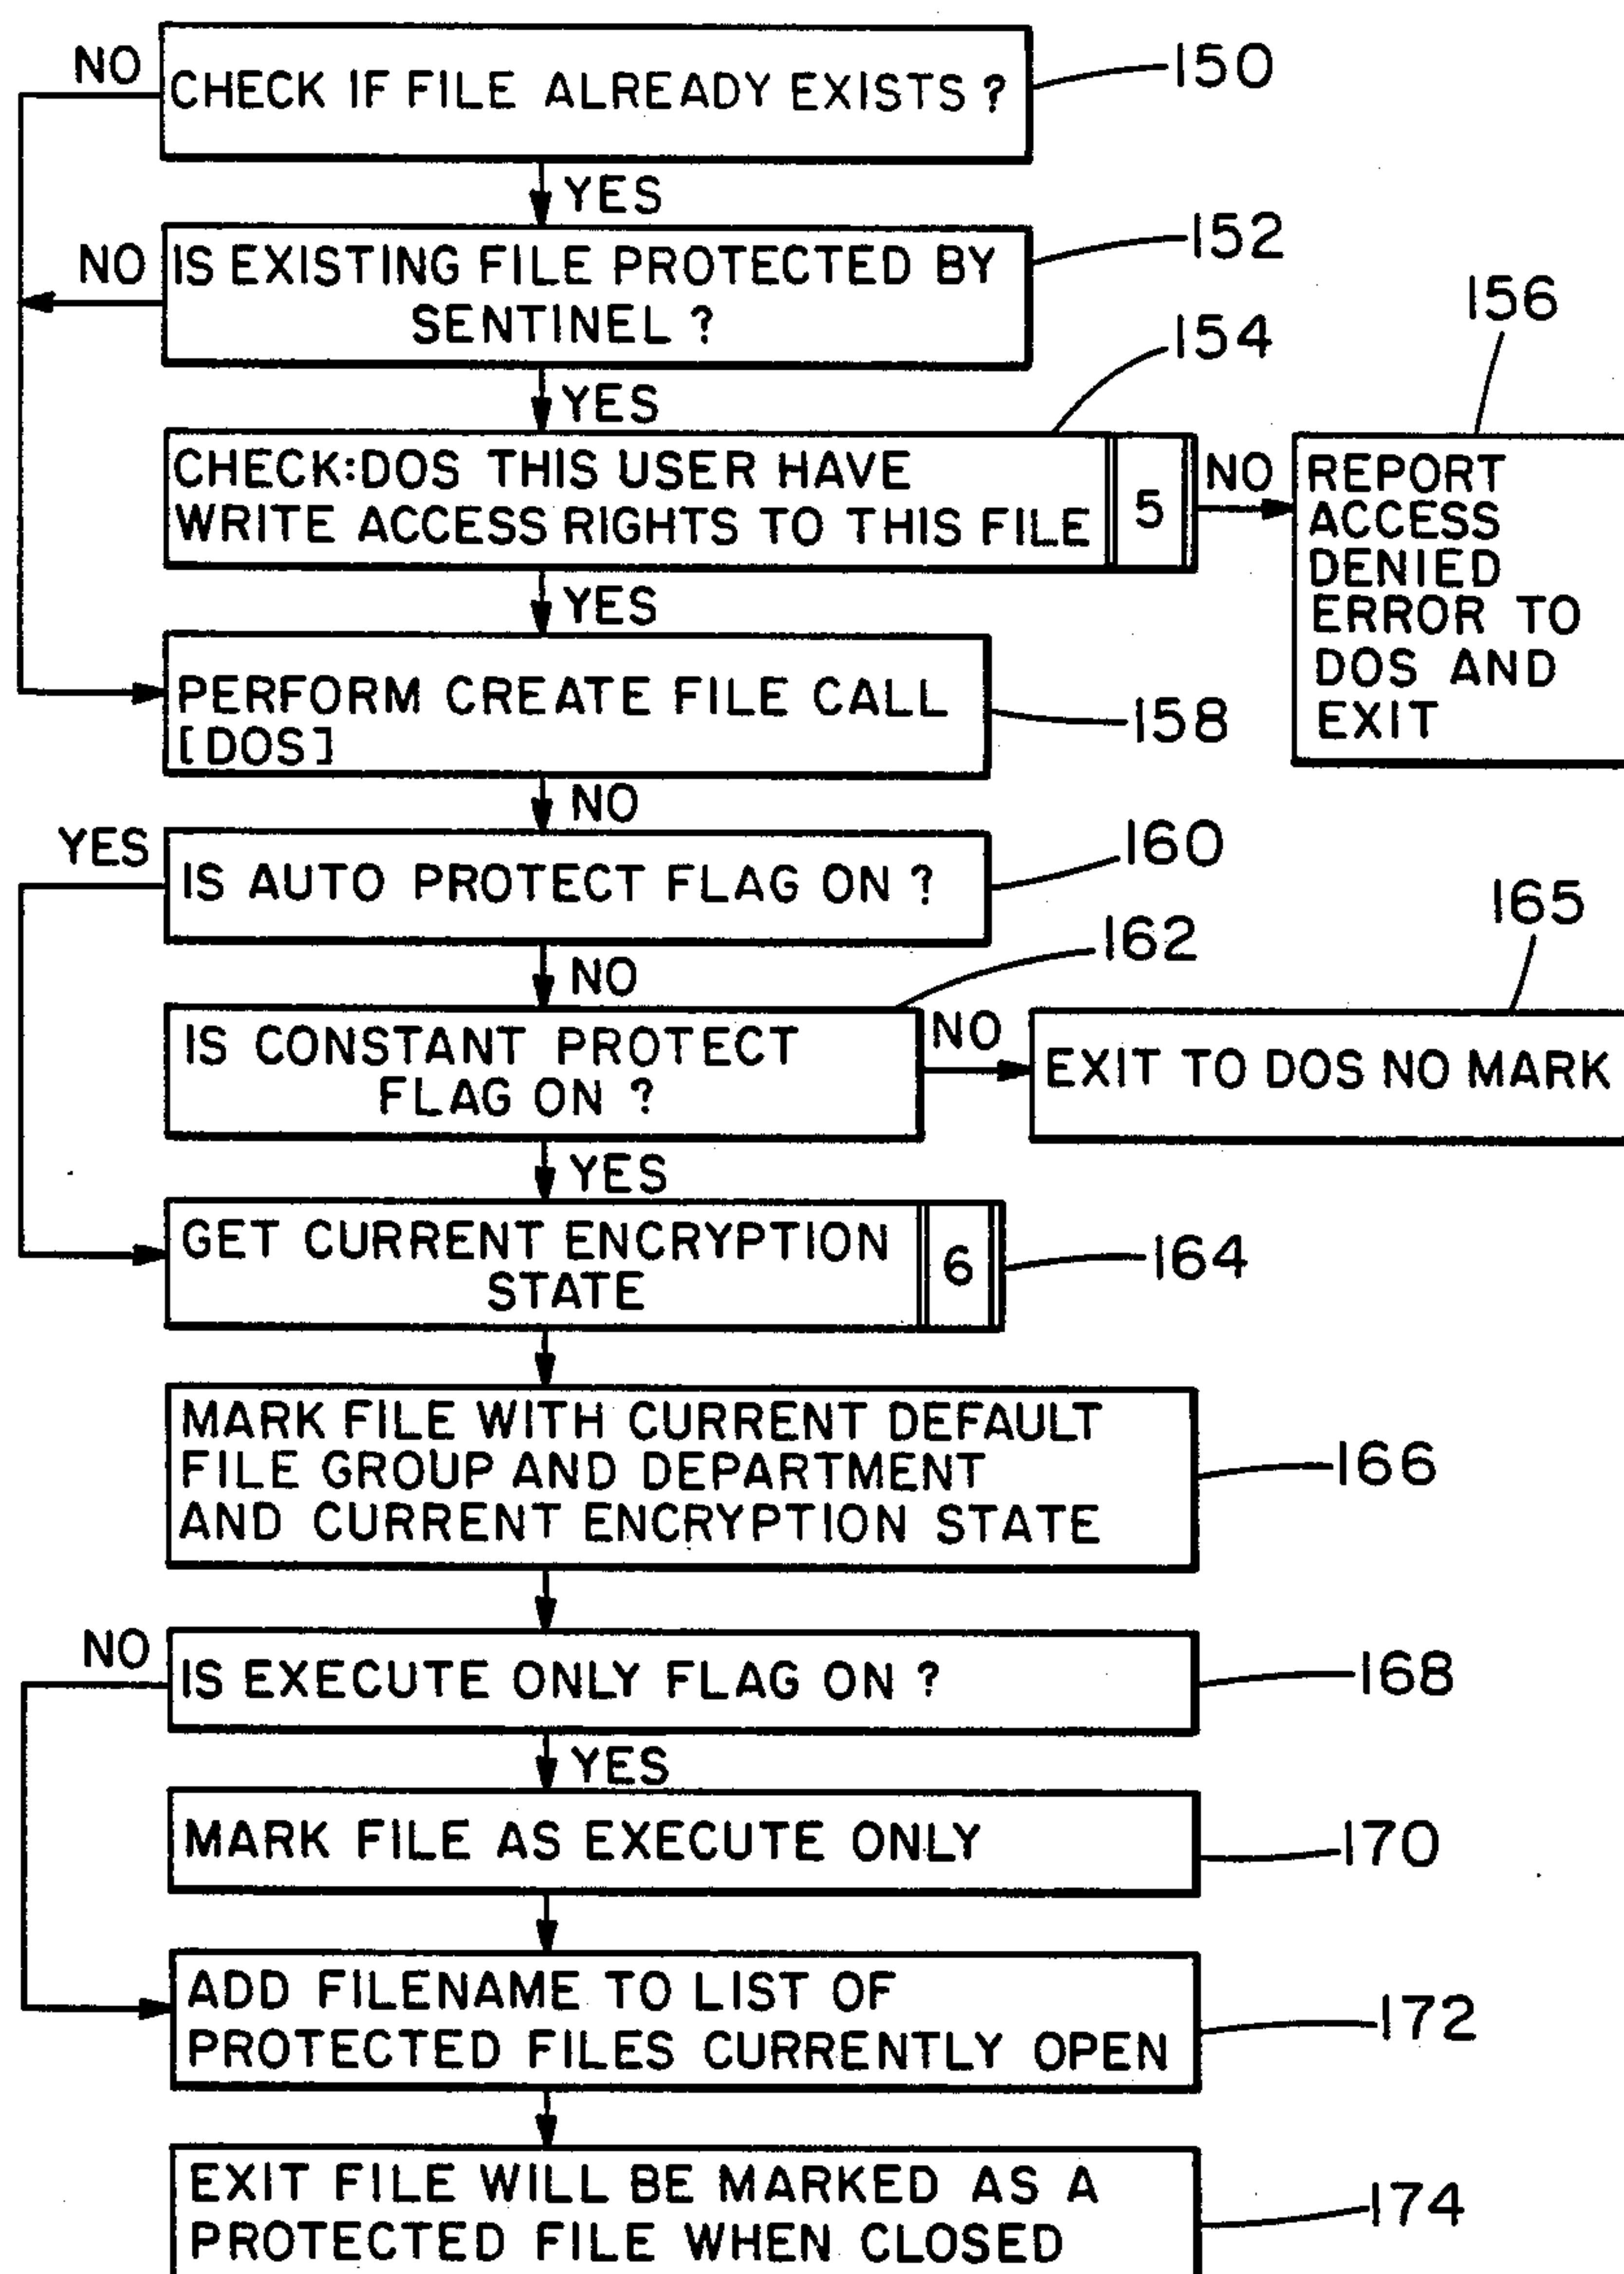 NO
CHECK IF FILE ALREADY EXISTS ?
150
YES
NO
IS EXISTING FILE PROTECTED BY
SENTINEL ?
152
YES
154
156
CHECK:DOS THIS USER HAVE
WRITE ACCESS RIGHTS TO THIS FILE
5
NO
REPORT
ACCESS
DENIED
ERROR TO
DOS AND
EXIT
YES
PERFORM CREATE FILE CALL
[DOS]
158
NO
YES
IS AUTO PROTECT FLAG ON ?
160
NO
162
165
IS CONSTANT PROTECT
FLAG ON ?
NO
EXIT TO DOS NO MARK
YES
GET CURRENT ENCRYPTION
STATE
6
164
MARK FILE WITH CURRENT DEFAULT
FILE GROUP AND DEPARTMENT
AND CURRENT ENCRYPTION STATE
166
NO
IS EXECUTE ONLY FLAG ON ?
168
YES
MARK FILE AS EXECUTE ONLY
170
ADD FILENAME TO LIST OF
PROTECTED FILES CURRENTLY OPEN
172
EXIT FILE WILL BE MARKED AS A
PROTECTED FILE WHEN CLOSED
174